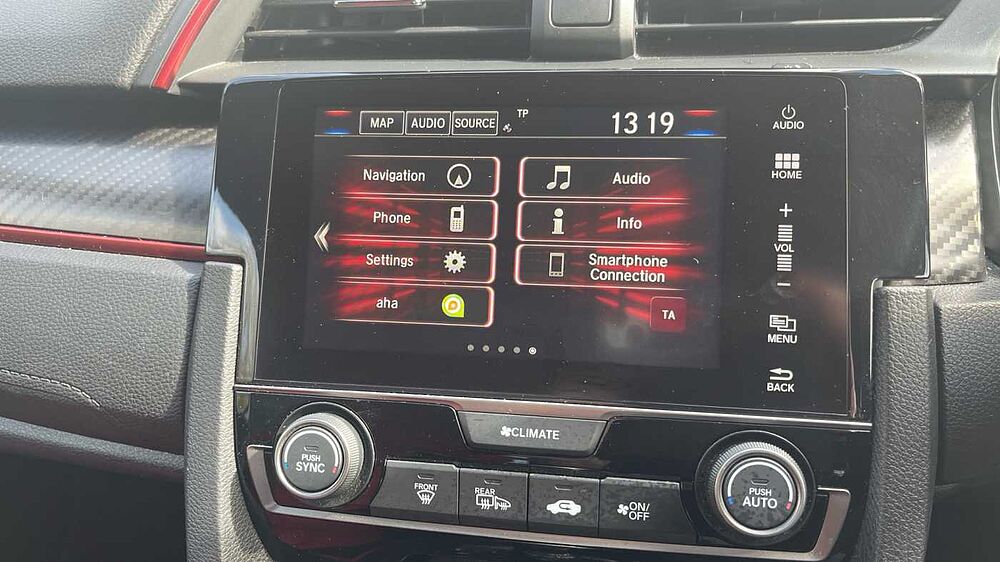 MAP AUDIO SOURCE TP 13 19
Navigation
Phone
Settings
aha
Audio
Info
Smartphone
Connection
TA
AUDIO
HOME
+
VOL
−
MENU
BACK
CLIMATE
PUSH
SYNC
FRONT
REAR
ON/
OFF
PUSH
AUTO